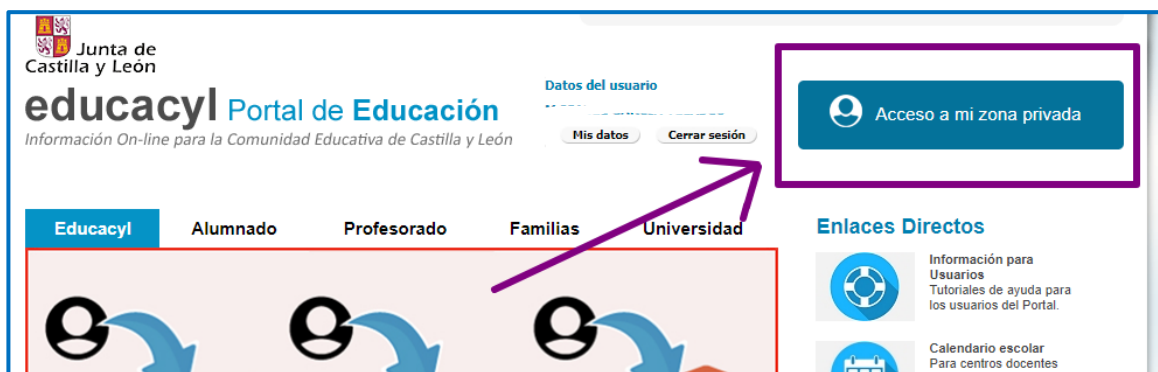 Junta de
Castilla y León
educacyl Portal de Educación
Información On-line para la Comunidad Educativa de Castilla y León
Datos del usuario
Mis datos
Cerrar sesión
Acceso a mi zona privada
Educacyl
Alumnado
Profesorado
Familias
Universidad
Enlaces Directos
Información para
Usuarios
Tutoriales de ayuda para
los usuarios del Portal.
Calendario escolar
Para centros docentes